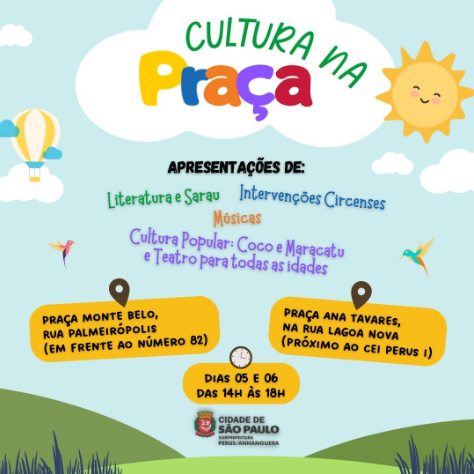 CULTURA NA
Praça
APRESENTAÇÕES DE:
Literatura e Sarau
Intervenções Circenses
Músicas
Cultura Popular: Coco e Maracatu
e Teatro para todas as idades
PRAÇA MONTE BELO,
RUA PALMEIRÓPOLIS
(EM FRENTE AO NÚMERO 82)
PRAÇA ANA TAVARES,
NA RUA LAGOA NOVA
(PRÓXIMO AO CEI PERUS I)
DIAS 05 E 06
DAS 14H ÀS 18H
CIDADE DE
SÃO PAULO
SUBPREFEITURA
PERUS/ANHANGUERA